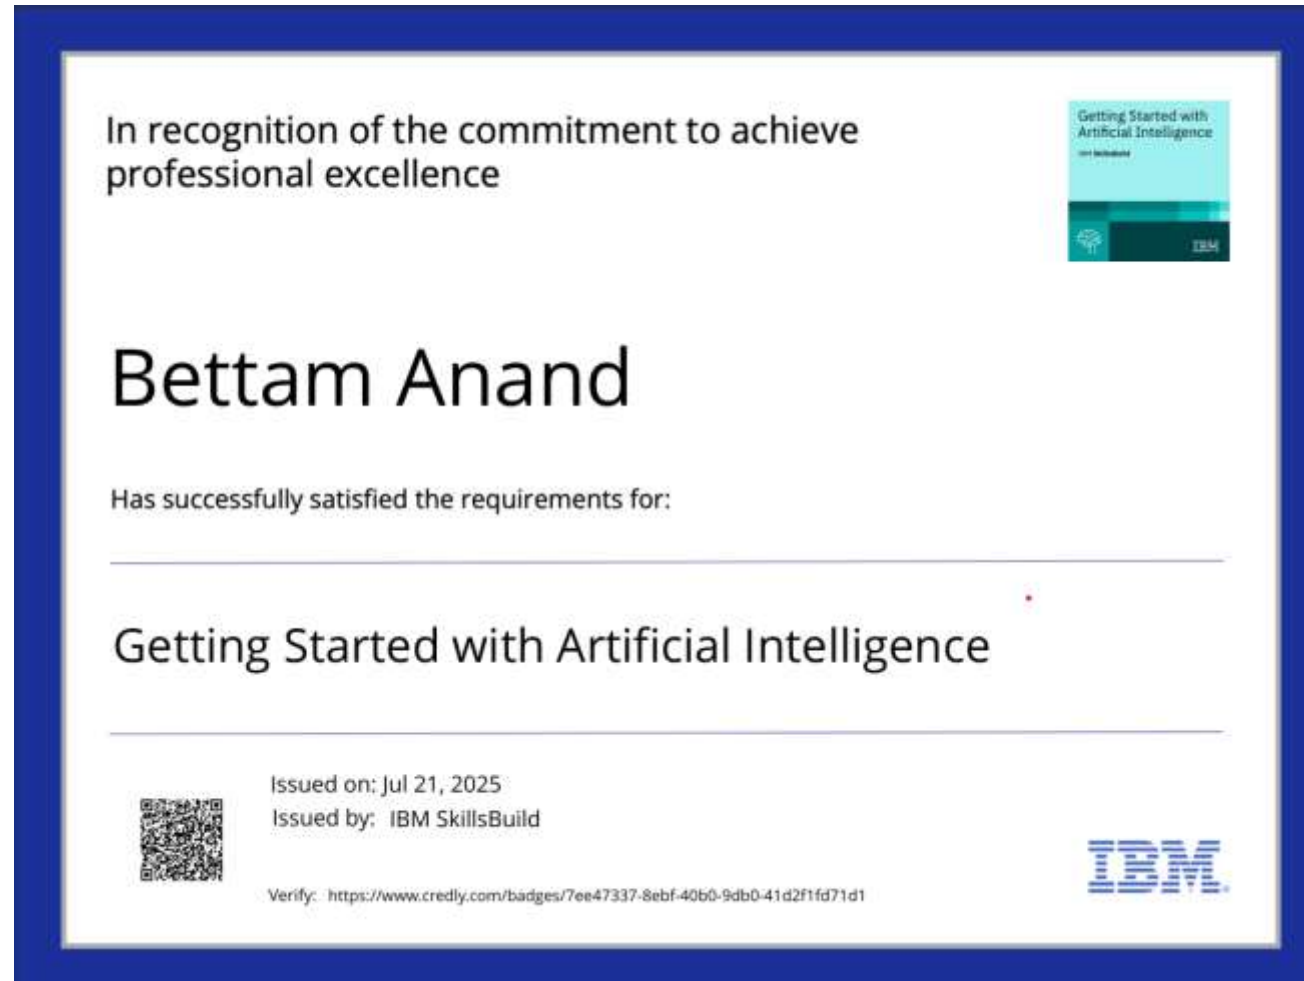 In recognition of the commitment to achieve
professional excellence
Getting Started with
Artificial Intelligence
IBM SkillsBuild
IBM
Bettam Anand
Has successfully satisfied the requirements for:
Getting Started with Artificial Intelligence
Issued on: Jul 21, 2025
Issued by: IBM SkillsBuild
Verify: https://www.credly.com/badges/7ee47337-8ebf-40b0-9db0-41d2f1fd71d1
IBM